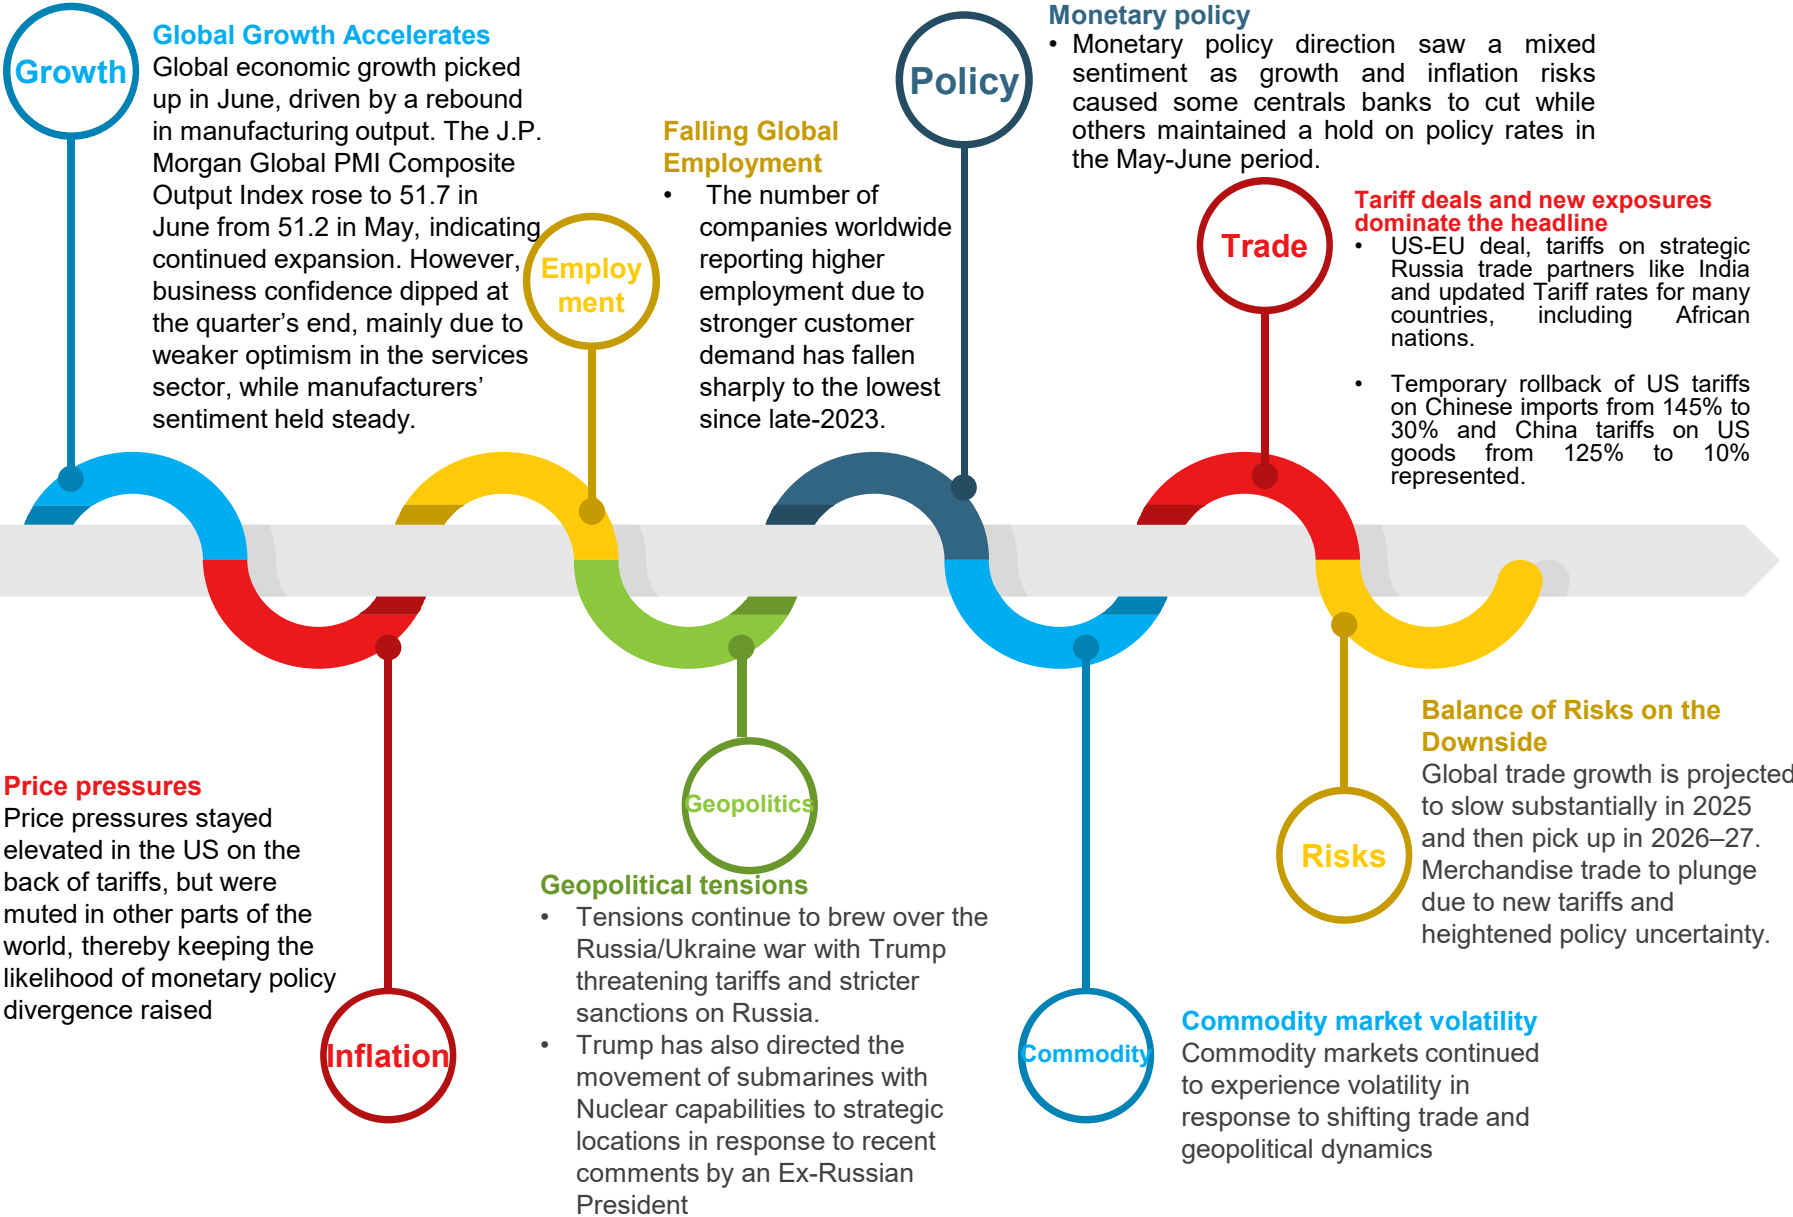 Growth
Global Growth Accelerates
Global economic growth picked
up in June, driven by a rebound
in manufacturing output. The J.P.
Morgan Global PMI Composite
Output Index rose to 51.7 in
June from 51.2 in May, indicating
continued expansion. However,
business confidence dipped at
the quarter’s end, mainly due to
weaker optimism in the services
sector, while manufacturers’
sentiment held steady.
Employ
ment
Falling Global
Employment
• The number of
companies worldwide
reporting higher
employment due to
stronger customer
demand has fallen
sharply to the lowest
since late-2023.
Policy
Monetary policy
• Monetary policy direction saw a mixed
sentiment as growth and inflation risks
caused some centrals banks to cut while
others maintained a hold on policy rates in
the May-June period.
Trade
Tariff deals and new exposures
dominate the headline
• US-EU deal, tariffs on strategic
Russia trade partners like India
and updated Tariff rates for many
countries, including African
nations.
• Temporary rollback of US tariffs
on Chinese imports from 145% to
30% and China tariffs on US
goods from 125% to 10%
represented.
Price pressures
Price pressures stayed
elevated in the US on the
back of tariffs, but were
muted in other parts of the
world, thereby keeping the
likelihood of monetary policy
divergence raised
Inflation
Geopolitics
Geopolitical tensions
• Tensions continue to brew over the
Russia/Ukraine war with Trump
threatening tariffs and stricter
sanctions on Russia.
• Trump has also directed the
movement of submarines with
Nuclear capabilities to strategic
locations in response to recent
comments by an Ex-Russian
President
Commodity
Commodity market volatility
Commodity markets continued
to experience volatility in
response to shifting trade and
geopolitical dynamics
Risks
Balance of Risks on the
Downside
Global trade growth is projected
to slow substantially in 2025
and then pick up in 2026–27.
Merchandise trade to plunge
due to new tariffs and
heightened policy uncertainty.